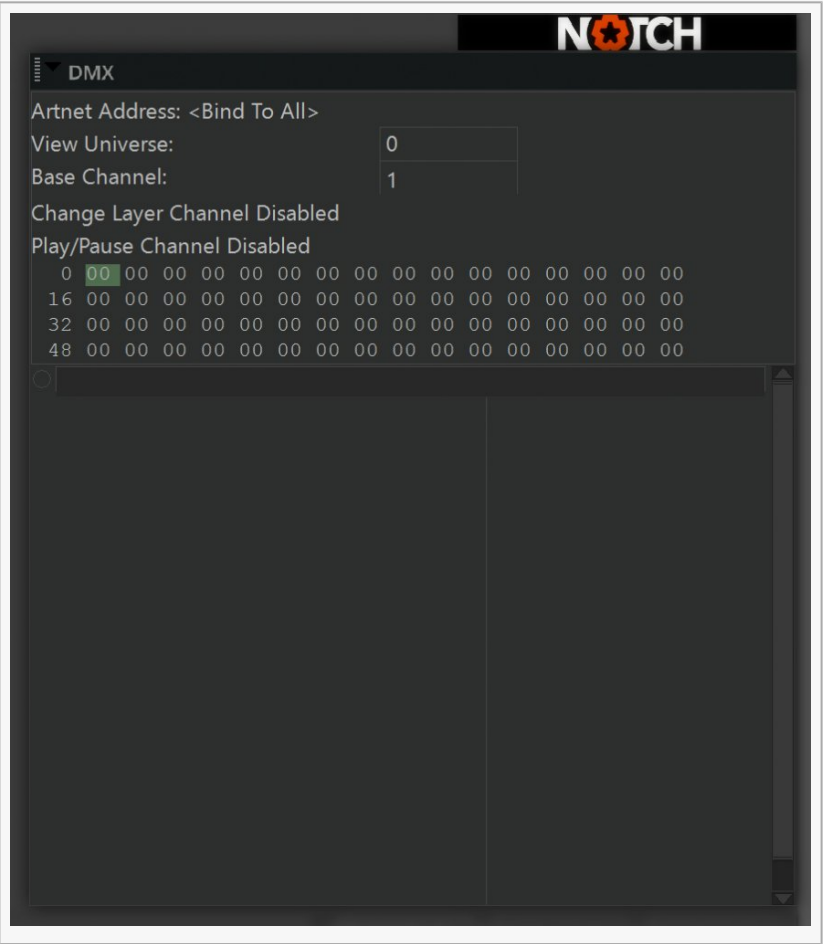 NOTCH
DMX
Artnet Address: <Bind To All>
View Universe: 0
Base Channel: 1
Change Layer Channel Disabled
Play/Pause Channel Disabled
0 00 00 00 00 00 00 00 00 00 00 00 00 00 00 00 00
16 00 00 00 00 00 00 00 00 00 00 00 00 00 00 00 00
32 00 00 00 00 00 00 00 00 00 00 00 00 00 00 00 00
48 00 00 00 00 00 00 00 00 00 00 00 00 00 00 00 00